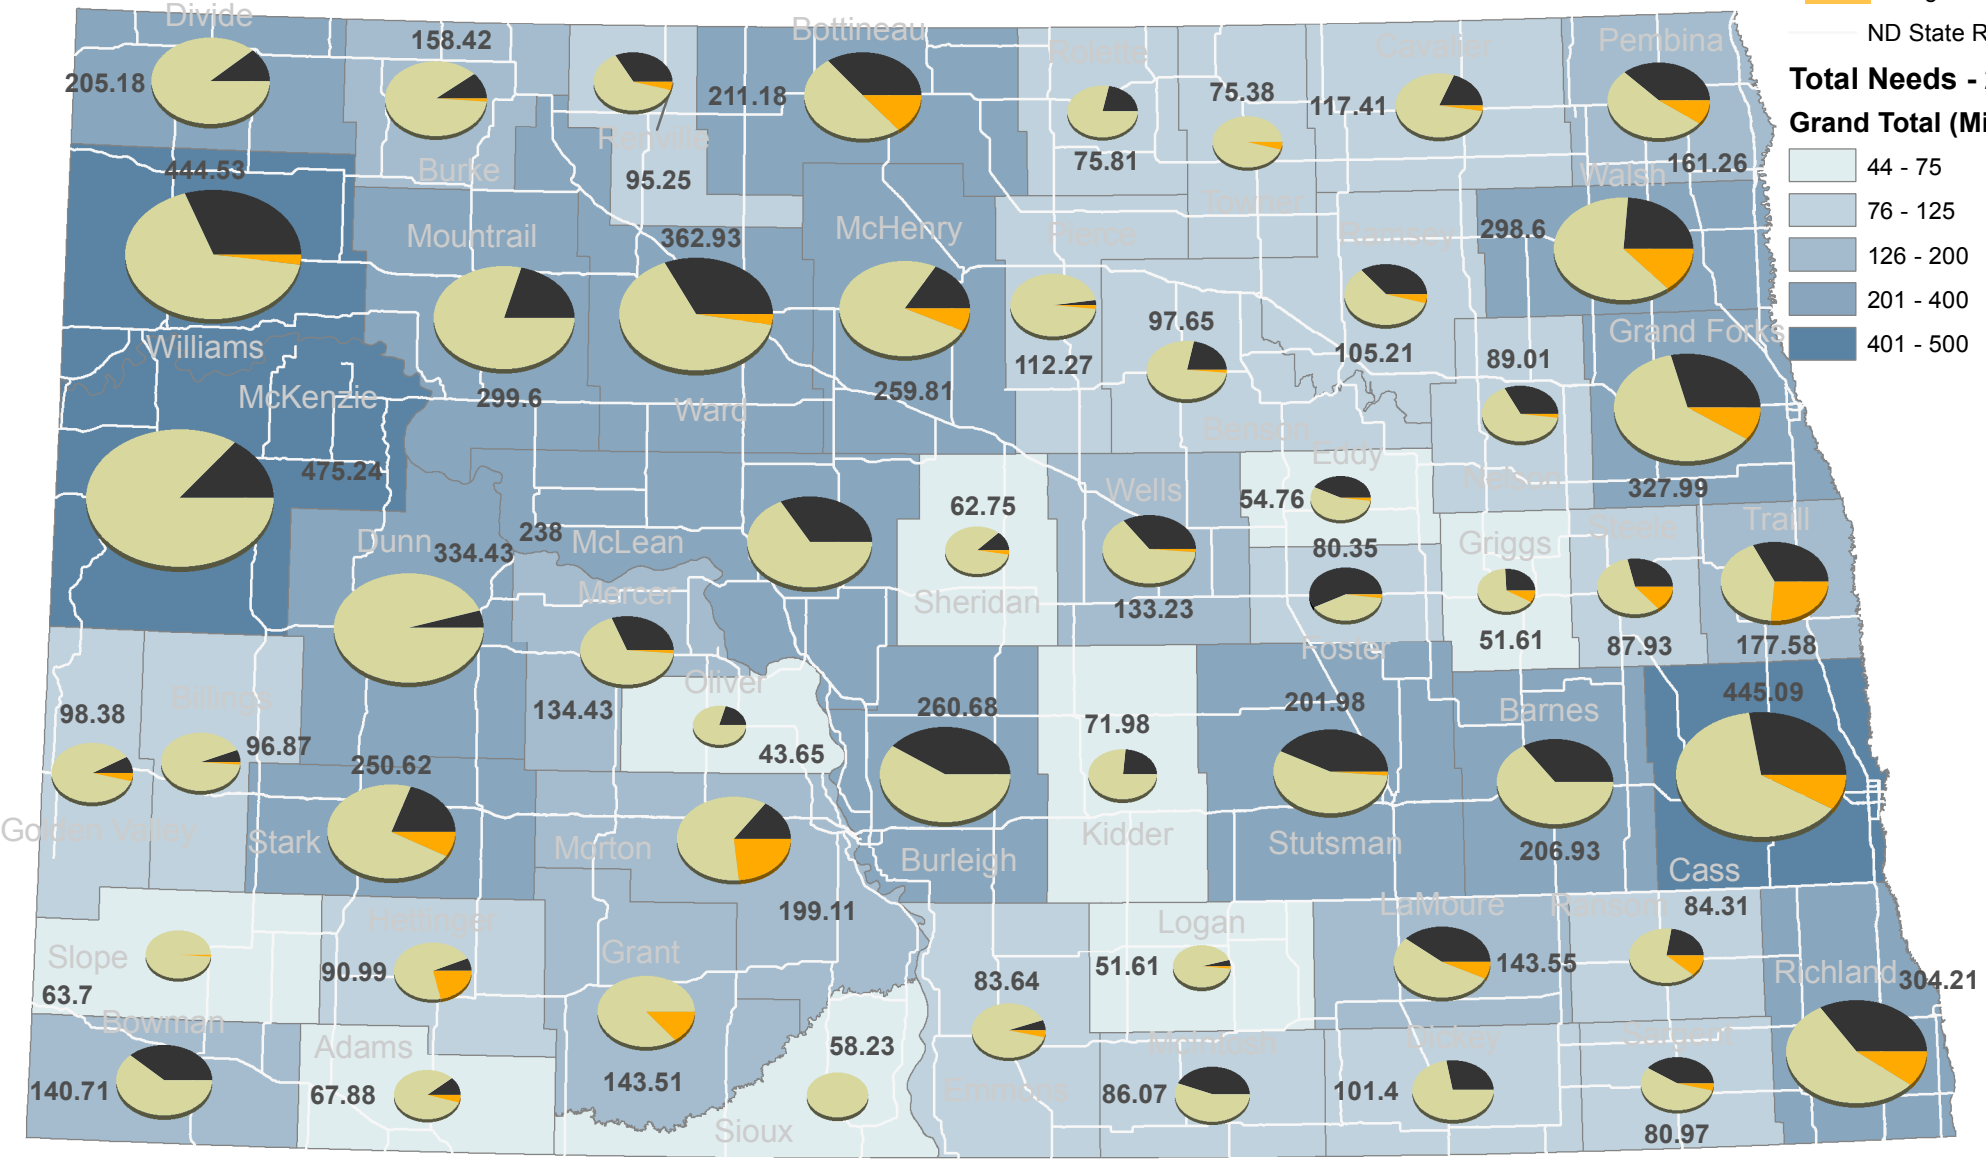 Divide
205.18
158.42
Burke
Renville
95.25
Bottineau
211.18
Rolette
75.81
75.38
Towner
Cavalier
117.41
Pembina
161.26
ND State R
Total Needs -
Grand Total (Mi
44 - 75
76 - 125
126 - 200
201 - 400
401 - 500
444.53
Williams
Mountrail
299.6
362.93
Ward
McHenry
259.81
Pierce
112.27
97.65
Benson
Ramsey
105.21
Walsh
298.6
Grand Forks
327.99
89.01
Nelson
McKenzie
475.24
Dunn
334.43
238
McLean
Mercer
134.43
62.75
Sheridan
Wells
133.23
Eddy
54.76
80.35
Foster
Griggs
51.61
Steele
87.93
Traill
177.58
98.38
Golden Valley
Billings
96.87
250.62
Stark
Oliver
43.65
Morton
199.11
260.68
Burleigh
71.98
Kidder
201.98
Stutsman
Barnes
206.93
445.09
Cass
Slope
63.7
Hettinger
90.99
Grant
143.51
Logan
51.61
LaMoure
143.55
Ransom
84.31
Richland
304.21
Bowman
140.71
Adams
67.88
58.23
Sioux
83.64
Emmons
McIntosh
86.07
Dickey
101.4
Sargent
80.97